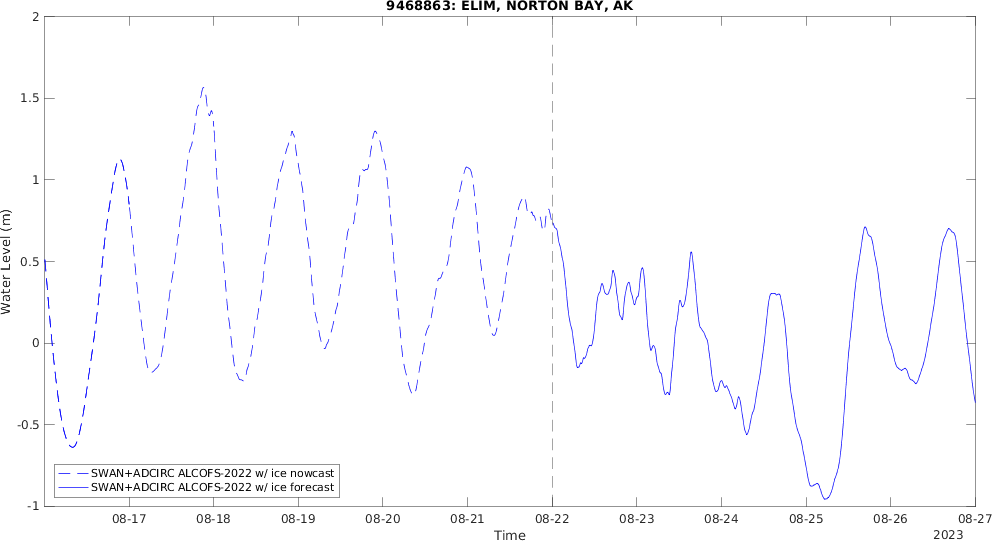 9468863: ELIM, NORTON BAY, AK
Water Level (m)
2
1.5
1
0.5
0
-0.5
-1
SWAN+ADCIRC ALCOFS-2022 w/ ice nowcast
SWAN+ADCIRC ALCOFS-2022 w/ ice forecast
08-17 08-18 08-19 08-20 08-21 08-22 08-23 08-24 08-25 08-26 08-27
Time
2023